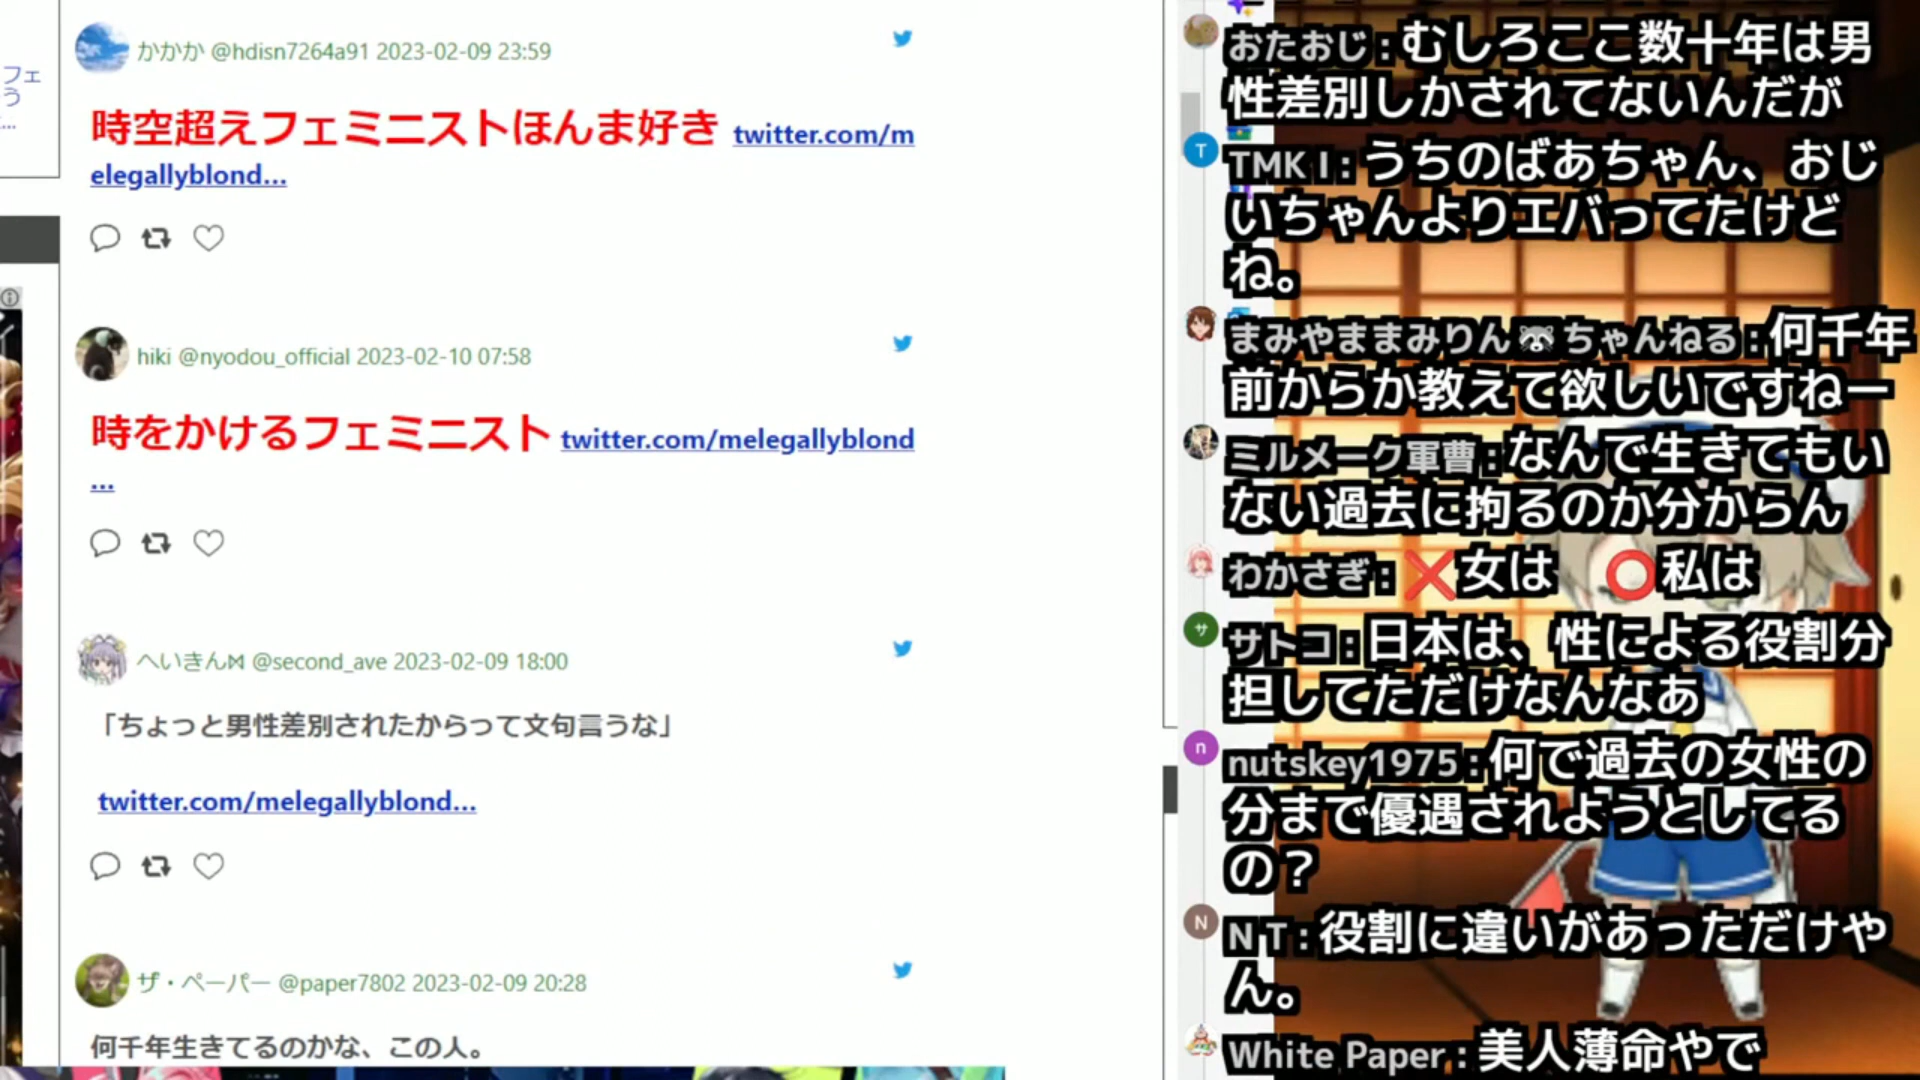 フェ
う
...
かかか @hdisn7264a91 2023-02-09 23:59
時空超えフェミニストほんま好き twitter.com/m
elegallyblond...
hiki @nyodou_official 2023-02-10 07:58
時をかけるフェミニスト twitter.com/melegallyblond
...
へいきん⋈ @second_ave 2023-02-09 18:00
「ちょっと男性差別されたからって文句言うな」
twitter.com/melegallyblond...
ザ・ペーパー @paper7802 2023-02-09 20:28
何千年生きてるのかな、この人。
おたおじ : むしろここ数十年は男
性差別しかされてないんだが
T
TMK I : うちのばあちゃん、おじ
いちゃんよりエバってたけど
ね。
まみやままみりん🦝ちゃんねる : 何千年
前からか教えて欲しいですねー
ミルメーク軍曹 : なんで生きてもい
ない過去に拘るのか分からん
わかさぎ : ❌女は ⭕私は
サ
サトコ : 日本は、性による役割分
担してただけなんなあ
n
nutskey1975 : 何で過去の女性の
分まで優遇されようとしてる
の？
N
N T : 役割に違いがあっただけや
ん。
White Paper : 美人薄命やで